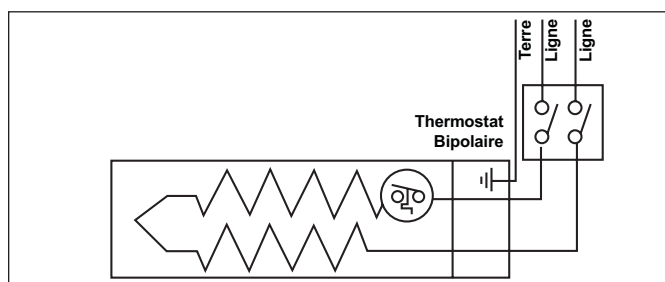 Terre
Ligne
Ligne
Thermostat
Bipolaire